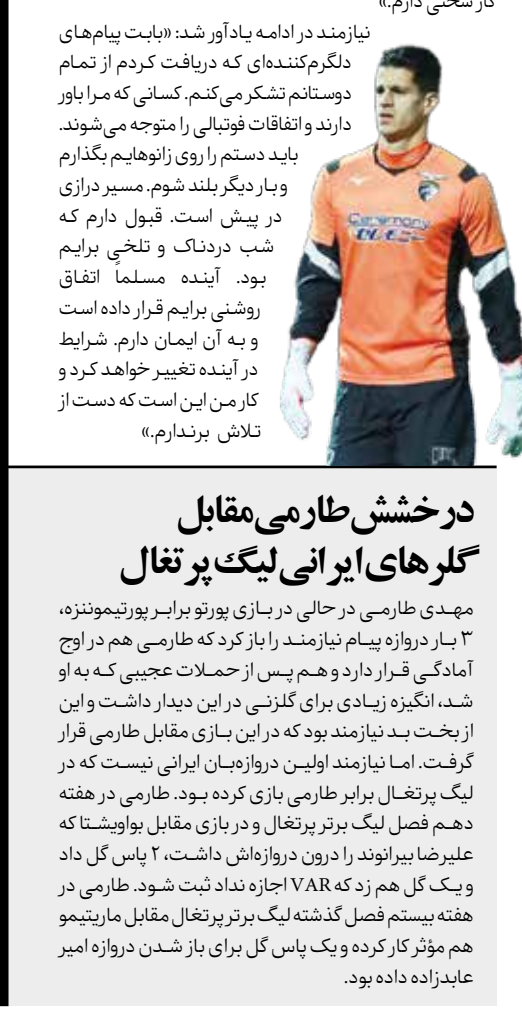 کار سختی دارم.»
نیازمند در ادامه یادآور شد: «بابت پیام‌های
دلگرم‌کننده‌ای که دریافت کردم از تمام
دوستانم تشکر می‌کنم. کسانی که مرا باور
دارند و اتفاقات فوتبالی را متوجه می‌شوند.
باید دستم را روی زانوهایم بگذارم
و بار دیگر بلند شوم. مسیر درازی
در پیش است. قبول دارم که
شب دردناک و تلخی برایم
بود. آینده مسلماً اتفاق
روشنی برایم قرار داده است
و به آن ایمان دارم. شرایط
در آینده تغییر خواهد کرد و
کار من این است که دست از
تلاش برندارم.»
درخشش طارمی مقابل
گلرهای ایرانی لیگ پرتغال
مهدی طارمی در حالی در بازی پورتو برابر پورتیموننزه،
۳ بار دروازه پیام نیازمند را باز کرد که طارمی هم در اوج
آمادگی قرار دارد و هم پس از حملات عجیبی که به او
شد، انگیزه زیادی برای گلزنی در این دیدار داشت و این
از بخت بد نیازمند بود که در این بازی مقابل طارمی قرار
گرفت. اما نیازمند اولین دروازه‌بان ایرانی نیست که در
لیگ پرتغال برابر طارمی بازی کرده بود. طارمی در هفته
دهم فصل لیگ برتر پرتغال و در بازی مقابل بواویشتا که
علیرضا بیرانوند را درون دروازه‌اش داشت، ۲ پاس گل داد
و یک گل هم زد که VAR اجازه نداد ثبت شود. طارمی در
هفته بیستم فصل گذشته لیگ برتر پرتغال مقابل ماریتیمو
هم مؤثر کار کرده و یک پاس گل برای باز شدن دروازه امیر
عابدزاده داده بود.